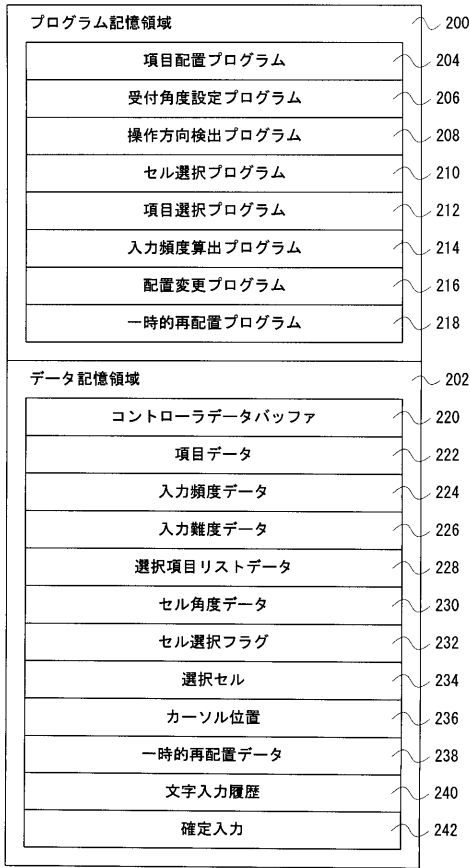 プログラム記憶領域 200
項目配置プログラム 204
受付角度設定プログラム 206
操作方向検出プログラム 208
セル選択プログラム 210
項目選択プログラム 212
入力頻度算出プログラム 214
配置変更プログラム 216
一時的再配置プログラム 218
データ記憶領域 202
コントローラデータバッファ 220
項目データ 222
入力頻度データ 224
入力難度データ 226
選択項目リストデータ 228
セル角度データ 230
セル選択フラグ 232
選択セル 234
カーソル位置 236
一時的再配置データ 238
文字入力履歴 240
確定入力 242